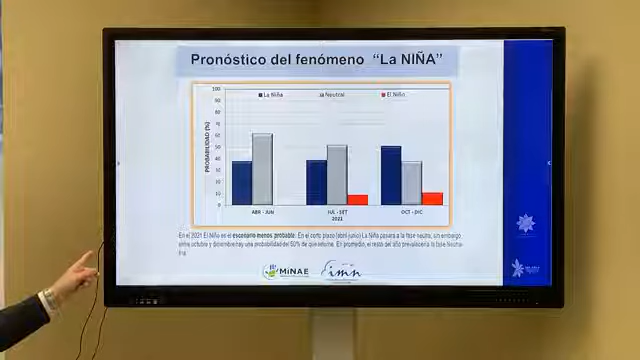 Pronóstico del fenómeno “La NIÑA”
La Niña Neutral El Niño
PROBABILIDAD (%)
100
90
80
70
60
50
40
30
20
10
0
ABR - JUN JUL - SET OCT - DIC
2021
En el 2021 El Niño es el escenario menos probable. En el corto plazo (abril-junio) La Niña pasará a la fase neutra, sin embargo
entre octubre y diciembre hay una probabilidad del 50% de que retorne. En promedio, el resto del año prevalecerá la fase Neutra-
MINAE imn